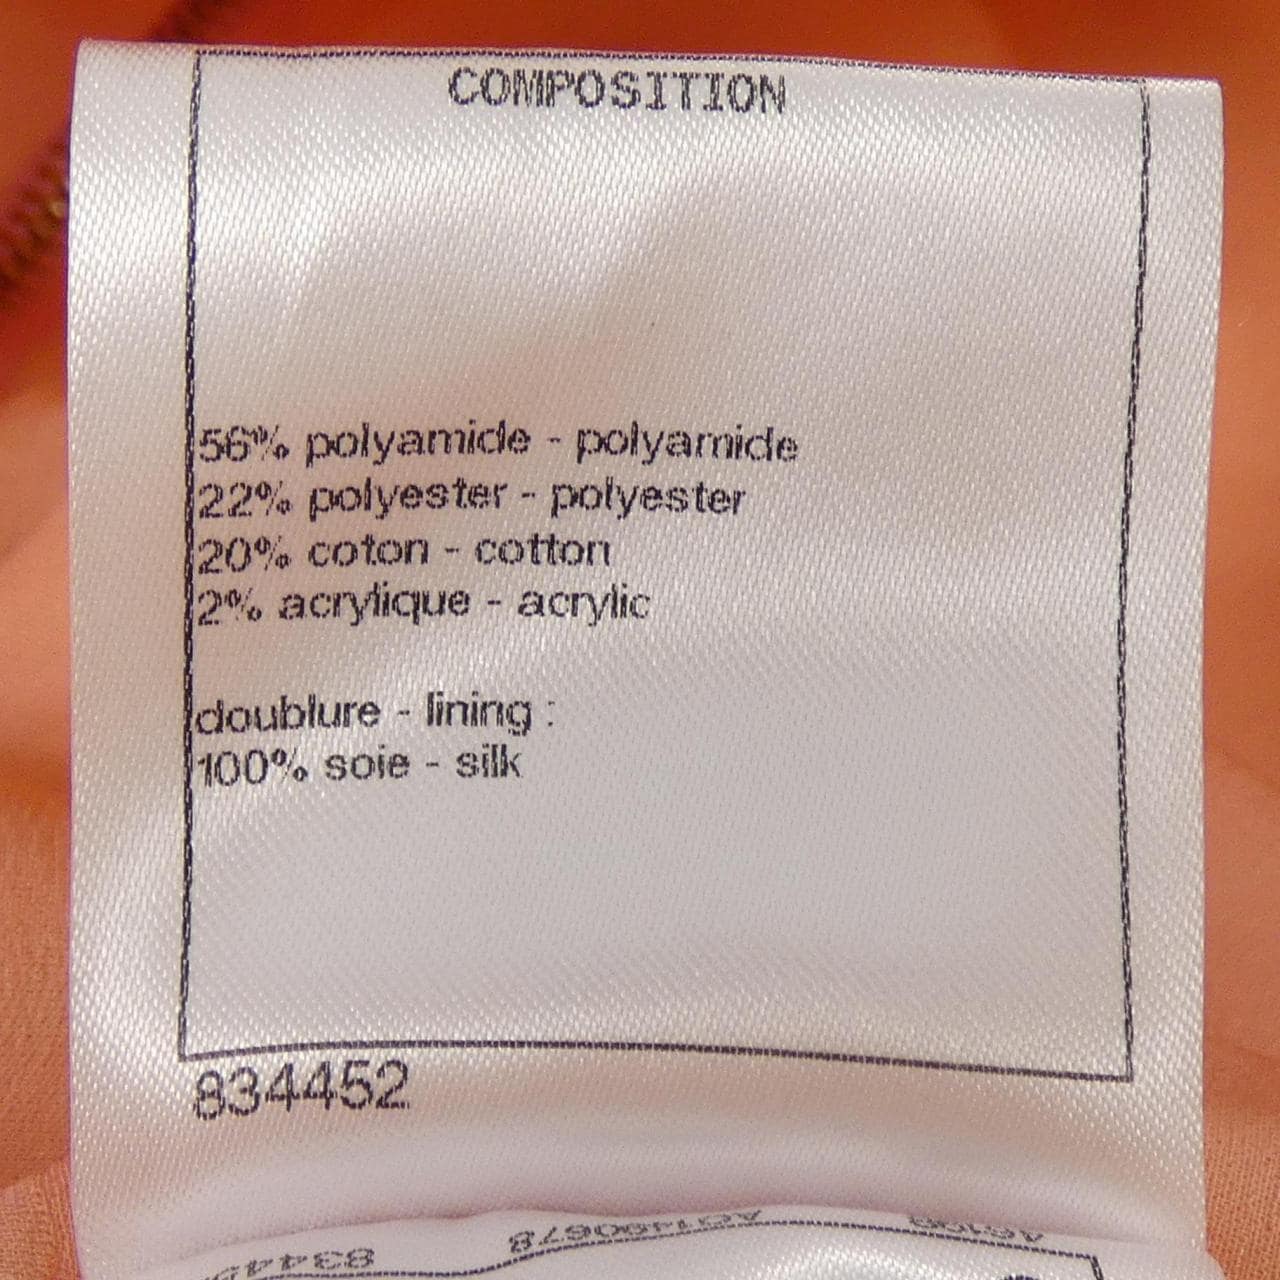 COMPOSITION
56% polyamide - polyamide
22% polyester - polyester
20% coton - cotton
2% acrylique - acrylic
doublure - lining :
100% soie - silk
834452